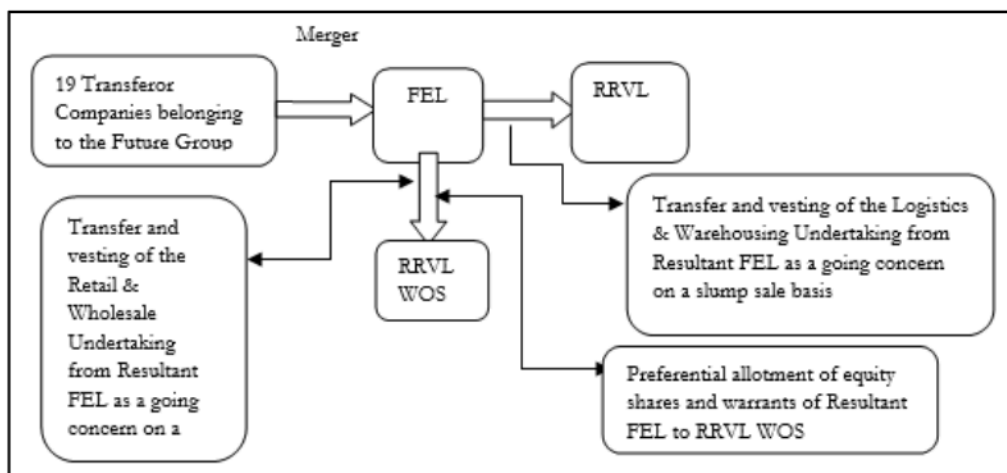 Merger
19 Transferor
Companies belonging
to the Future Group
FEL
RRVL
Transfer and
vesting of the
Retail &
Wholesale
Undertaking
from Resultant
FEL as a going
concern on a
RRVL
WOS
Transfer and vesting of the Logistics
& Warehousing Undertaking from
Resultant FEL as a going concern
on a slump sale basis
Preferential allotment of equity
shares and warrants of Resultant
FEL to RRVL WOS